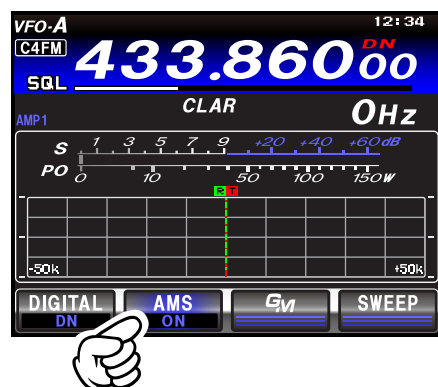 VFO-A 12:34
C4FM 433.86000 DN
SQL
CLAR 0Hz
AMP1
S 1 3 5 7 9 +20 +40 +60dB
PO 0 10 50 100 150W
R T
-50k +50k
DIGITAL AMS GM SWEEP
DN ON